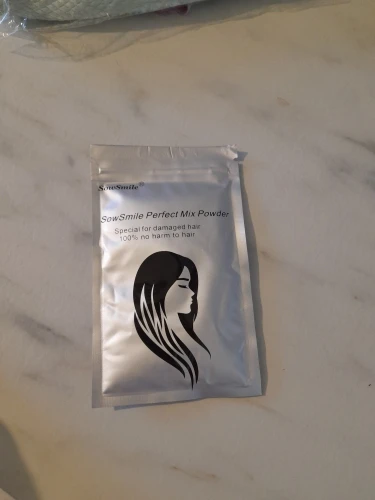 SowSmile®
SowSmile Perfect Mix Powder
Special for damaged hair
100% no harm to hair